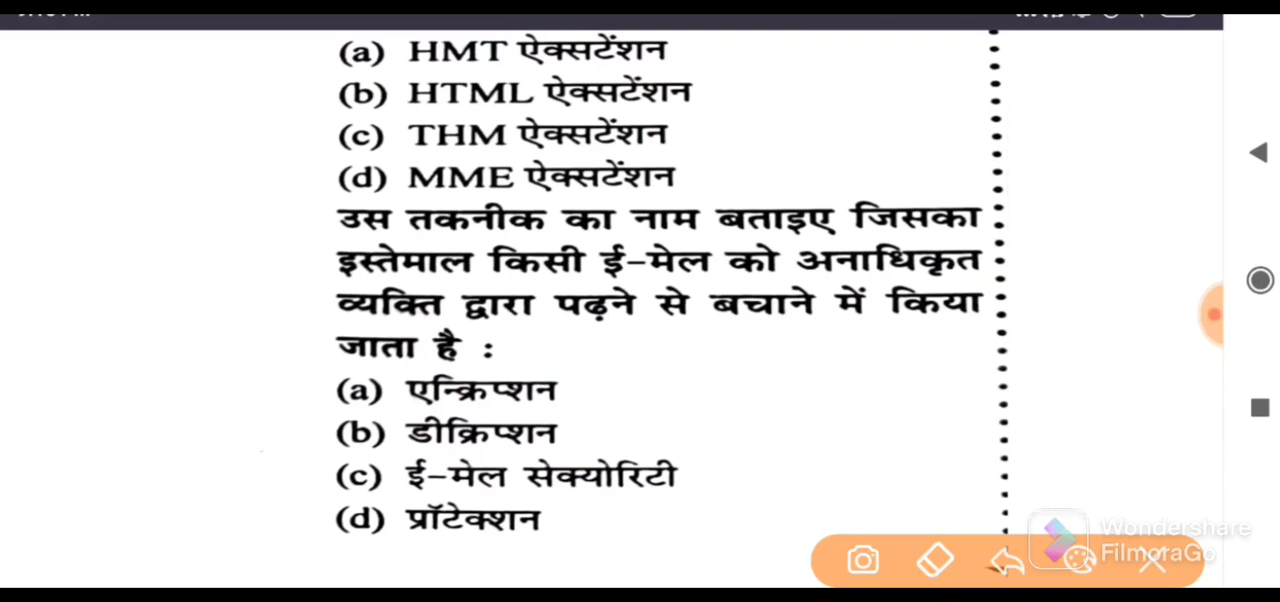 (a) HMT ऐक्सटेंशन
(b) HTML ऐक्सटेंशन
(c) THM ऐक्सटेंशन
(d) MME ऐक्सटेंशन
उस तकनीक का नाम बताइए जिसका
इस्तेमाल किसी ई-मेल को अनाधिकृत
व्यक्ति द्वारा पढ़ने से बचाने में किया
जाता है :
(a) एन्क्रिप्शन
(b) डीक्रिप्शन
(c) ई-मेल सेक्योरिटी
(d) प्रॉटेक्शन
Wondershare
FilmoraGo